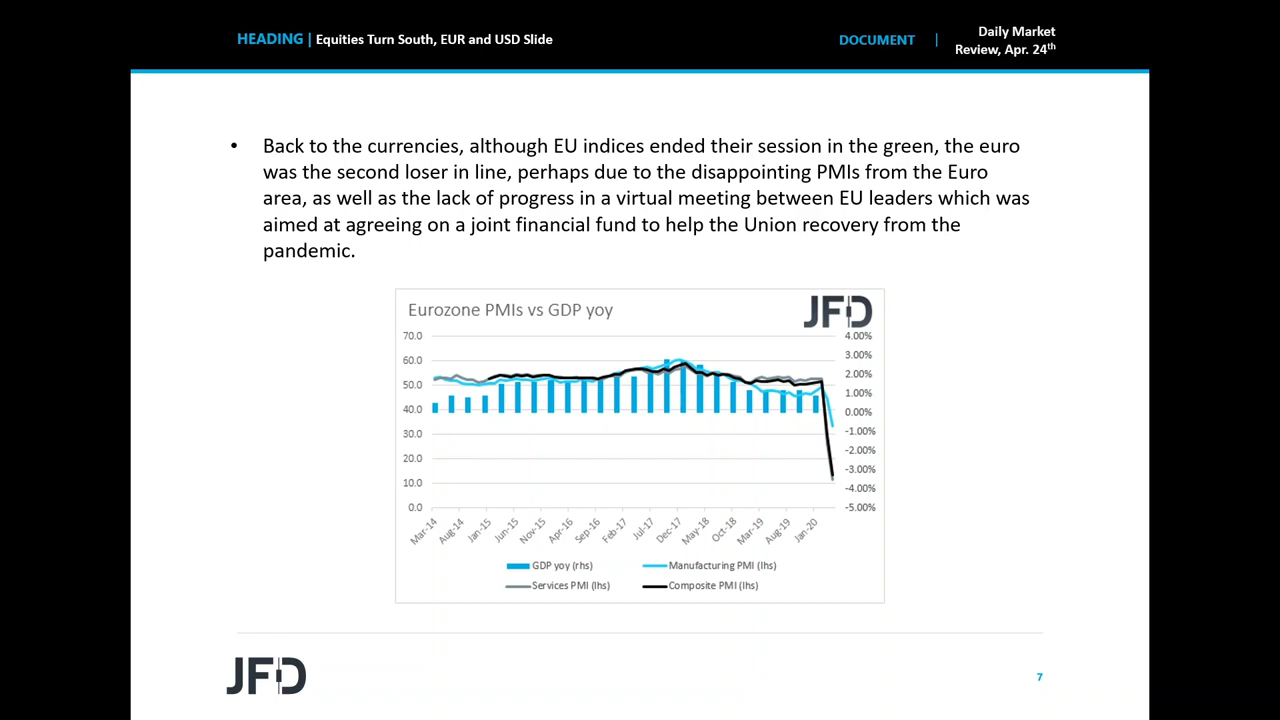 HEADING | Equities Turn South, EUR and USD Slide
DOCUMENT |
Daily Market
Review, Apr. 24th
• Back to the currencies, although EU indices ended their session in the green, the euro
was the second loser in line, perhaps due to the disappointing PMIs from the Euro
area, as well as the lack of progress in a virtual meeting between EU leaders which was
aimed at agreeing on a joint financial fund to help the Union recovery from the
pandemic.
Eurozone PMIs vs GDP yoy
JFD
70.0
60.0
50.0
40.0
30.0
20.0
10.0
0.0
4.00%
3.00%
2.00%
1.00%
0.00%
-1.00%
-2.00%
-3.00%
-4.00%
-5.00%
Mar-14
Aug-14
Jan-15
Jun-15
Nov-15
Apr-16
Sep-16
Feb-17
Jul-17
Dec-17
May-18
Oct-18
Mar-19
Aug-19
Jan-20
GDP yoy (rhs)
Manufacturing PMI (lhs)
Services PMI (lhs)
Composite PMI (lhs)
JFD
7